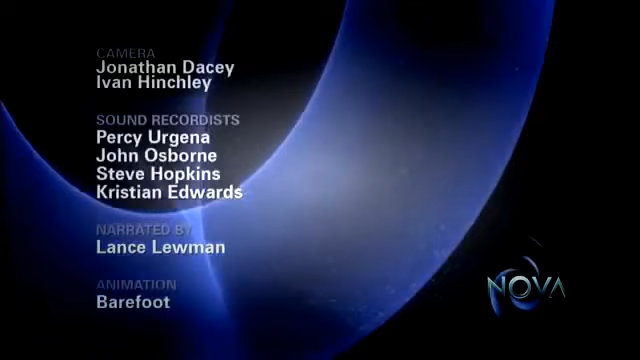 CAMERA
Jonathan Dacey
Ivan Hinchley
SOUND RECORDISTS
Percy Urgena
John Osborne
Steve Hopkins
Kristian Edwards
NARRATED BY
Lance Lewman
ANIMATION
Barefoot
NOVA